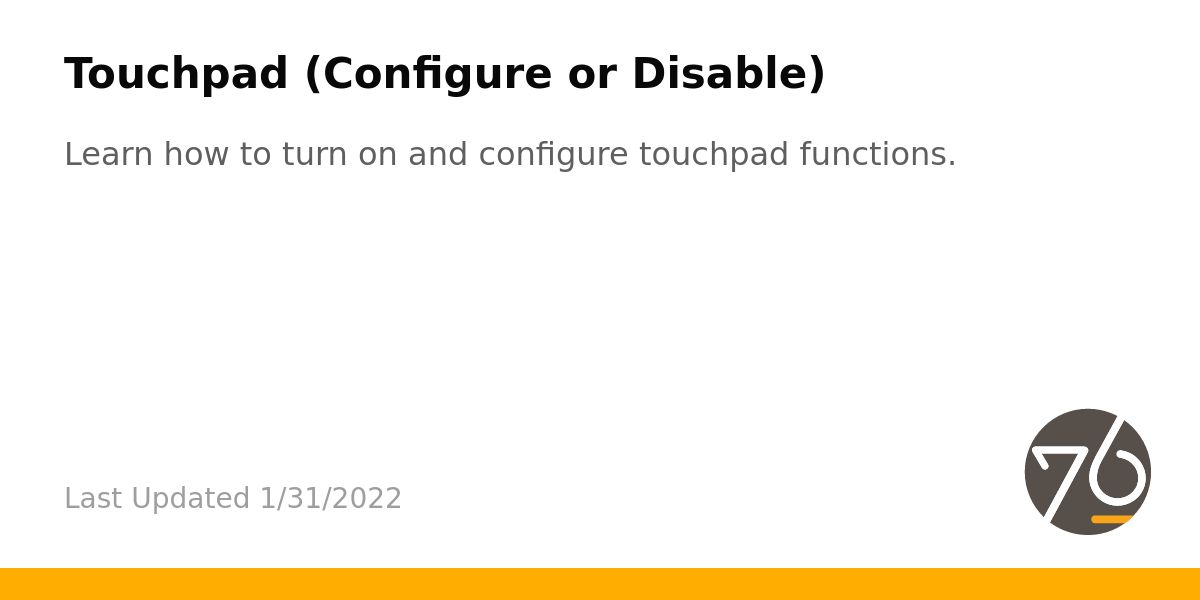 Touchpad (Configure or Disable)
Learn how to turn on and configure touchpad functions.
Last Updated 1/31/2022
76